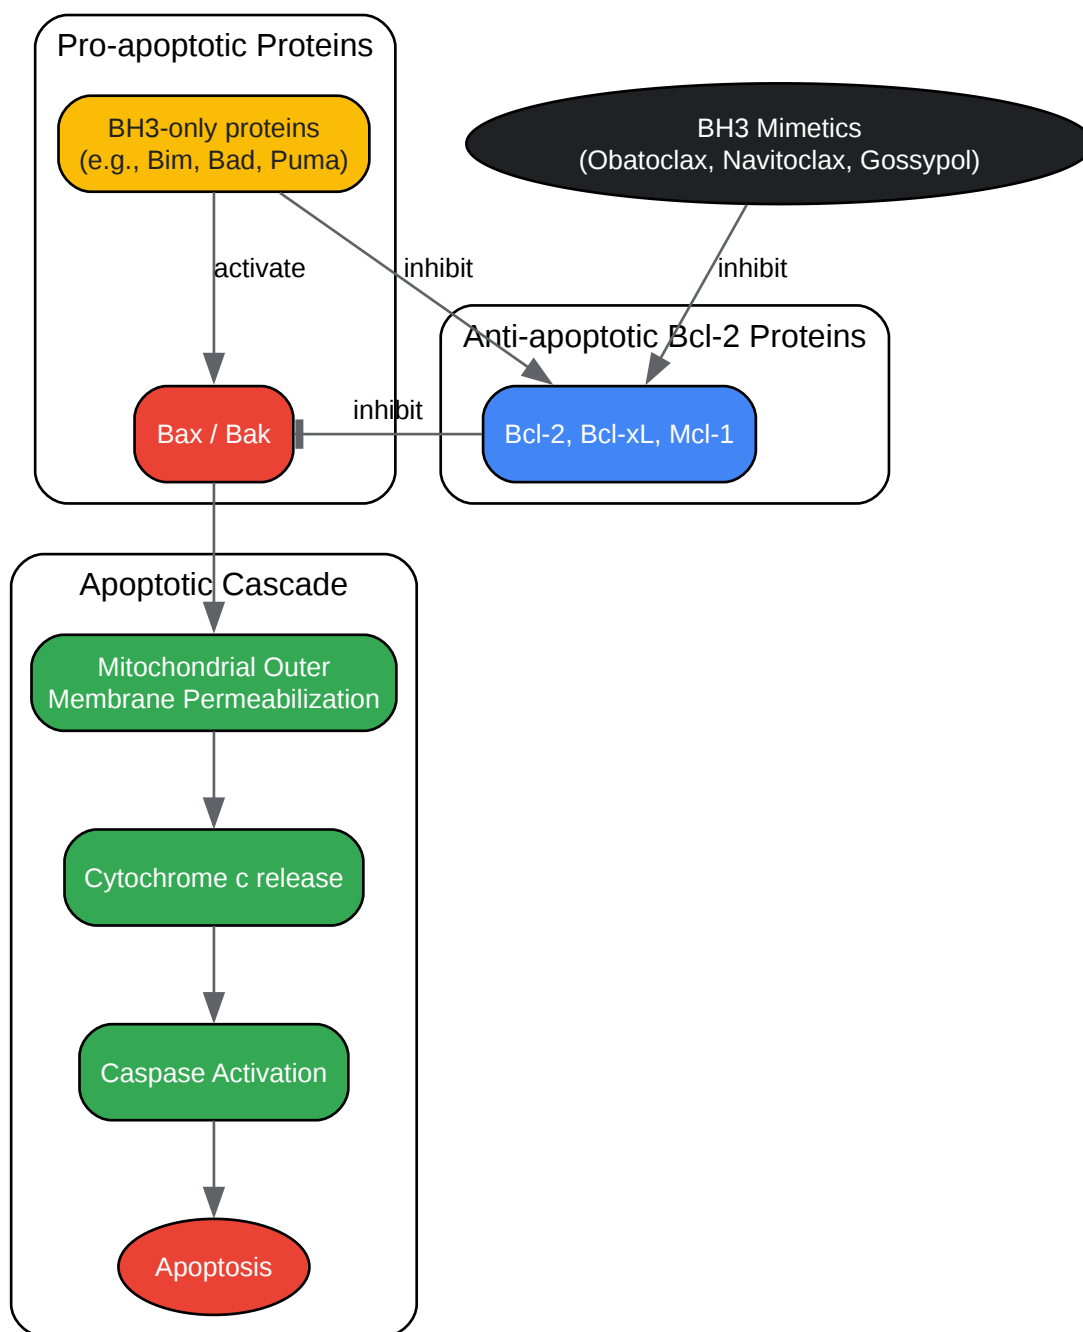 Pro-apoptotic Proteins
BH3-only proteins
(e.g., Bim, Bad, Puma)
BH3 Mimetics
(Obatoclax, Navitoclax, Gossypol)
activate
inhibit
inhibit
Anti-apoptotic Bcl-2 Proteins
Bax / Bak
inhibit
Bcl-2, Bcl-xL, Mcl-1
Apoptotic Cascade
Mitochondrial Outer
Membrane Permeabilization
Cytochrome c release
Caspase Activation
Apoptosis